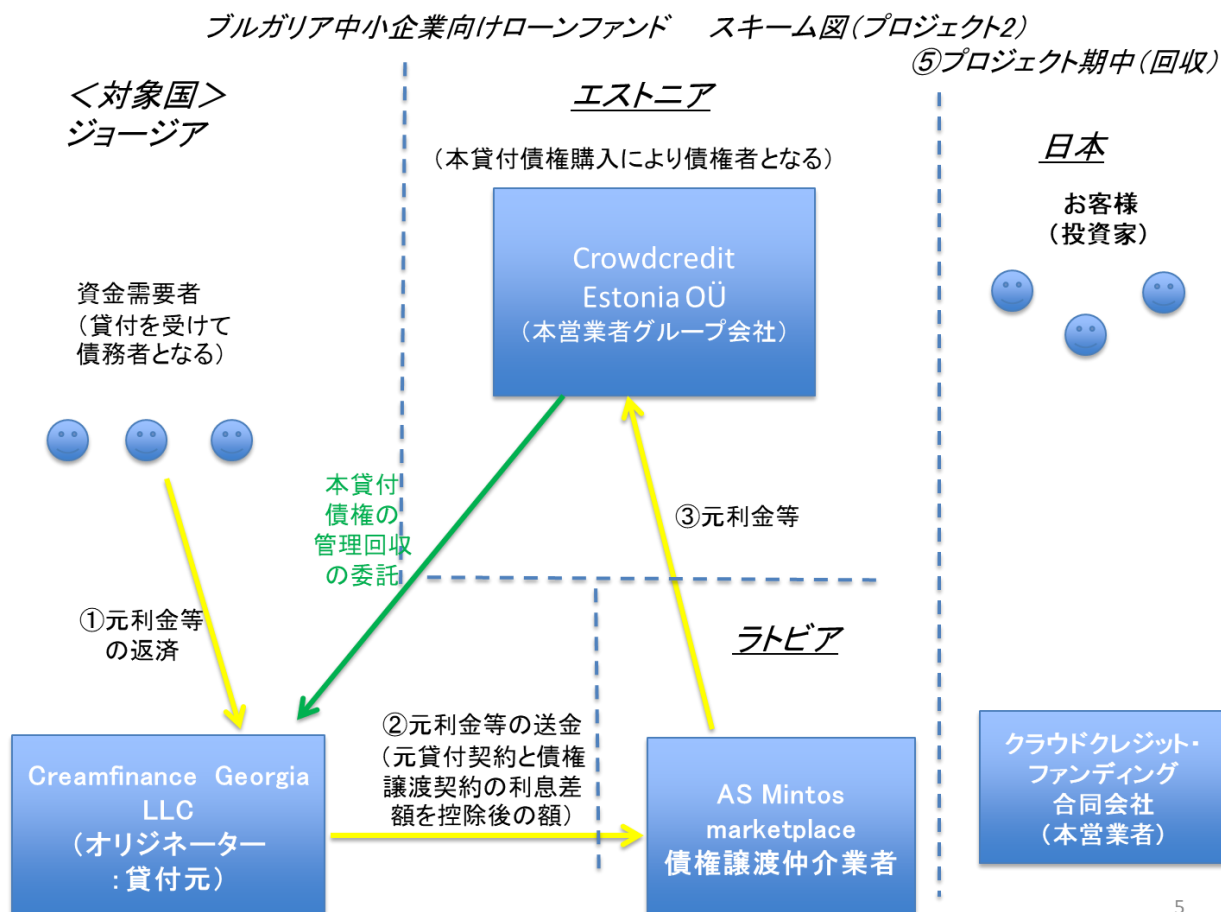 ブルガリア中小企業向けローンファンド　スキーム図(プロジェクト2)
⑤プロジェクト期中(回収)
＜対象国＞
ジョージア
エストニア
日本
(本貸付債権購入により債権者となる)
Crowdcredit
Estonia OÜ
(本営業者グループ会社)
お客様
(投資家)
資金需要者
(貸付を受けて
債務者となる)
本貸付
債権の
管理回収
の委託
③元利金等
①元利金等
の返済
ラトビア
②元利金等の送金
(元貸付契約と債権
譲渡契約の利息差
額を控除後の額)
Creamfinance Georgia
LLC
(オリジネーター
:貸付元)
AS Mintos
marketplace
債権譲渡仲介業者
クラウドクレジット・
ファンディング
合同会社
(本営業者)
5